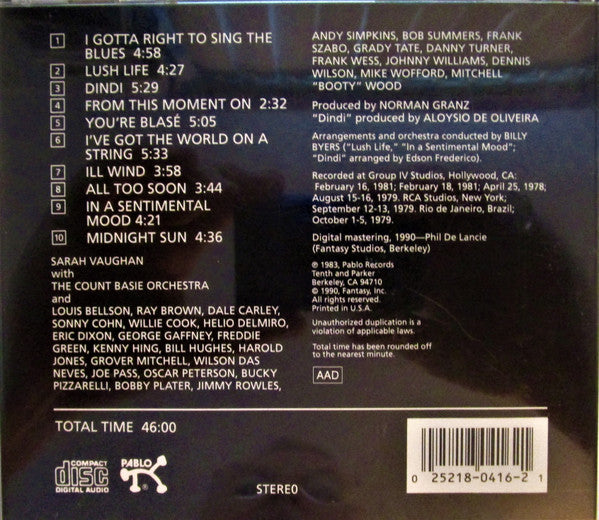 1 I GOTTA RIGHT TO SING THE
BLUES 4:58
2 LUSH LIFE 4:27
3 DINDI 5:29
4 FROM THIS MOMENT ON 2:32
5 YOU'RE BLASÉ 5:05
6 I'VE GOT THE WORLD ON A
STRING 5:33
7 ILL WIND 3:58
8 ALL TOO SOON 3:44
9 IN A SENTIMENTAL
MOOD 4:21
10 MIDNIGHT SUN 4:36
SARAH VAUGHAN
with
THE COUNT BASIE ORCHESTRA
and
LOUIS BELLSON, RAY BROWN, DALE CARLEY,
SONNY COHN, WILLIE COOK, HELIO DELMIRO,
ERIC DIXON, GEORGE GAFFNEY, FREDDIE
GREEN, KENNY HING, BILL HUGHES, HAROLD
JONES, GROVER MITCHELL, WILSON DAS
NEVES, JOE PASS, OSCAR PETERSON, BUCKY
PIZZARELLI, BOBBY PLATER, JIMMY ROWLES,
ANDY SIMPKINS, BOB SUMMERS, FRANK
SZABO, GRADY TATE, DANNY TURNER,
FRANK WESS, JOHNNY WILLIAMS, DENNIS
WILSON, MIKE WOFFORD, MITCHELL
"BOOTY" WOOD
Produced by NORMAN GRANZ
"Dindi" produced by ALOYSIO DE OLIVEIRA
Arrangements and orchestra conducted by BILLY
BYERS ("Lush Life," "In a Sentimental Mood";
"Dindi" arranged by Edson Frederico).
Recorded at Group IV Studios, Hollywood, CA:
February 16, 1981; February 18, 1981; April 25, 1978;
August 15-16, 1979. RCA Studios, New York;
September 12-13, 1979. Rio de Janeiro, Brazil;
October 1-5, 1979.
Digital mastering, 1990—Phil De Lancie
(Fantasy Studios, Berkeley)
℗ 1983, Pablo Records
Tenth and Parker
Berkeley, CA 94710
© 1990, Fantasy, Inc.
All rights reserved.
Printed in U.S.A.
Unauthorized duplication is a
violation of applicable laws.
Total time has been rounded off
to the nearest minute.
AAD
TOTAL TIME 46:00
COMPACT
disc
DIGITAL AUDIO
PABLO
STEREO
0 25218-0416-2 1